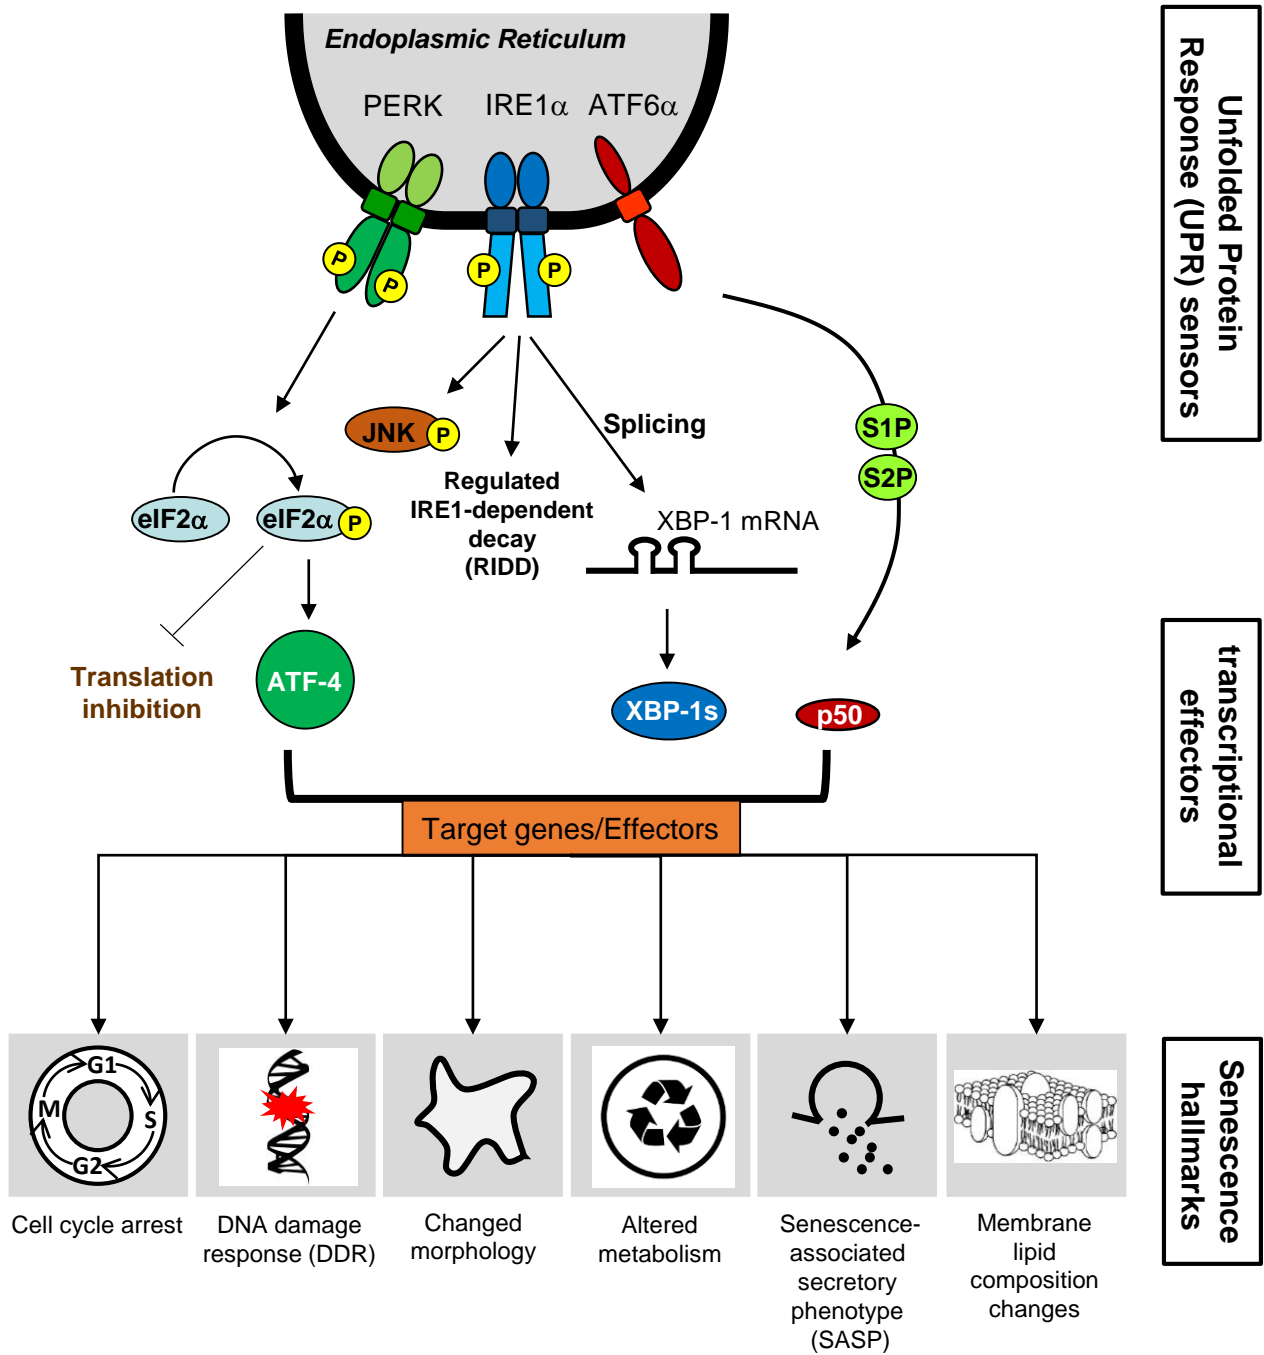 Endoplasmic Reticulum
PERK
IRE1α
ATF6α
P
P
P
P
Unfolded Protein
Response (UPR) sensors
JNK
P
Splicing
S1P
S2P
Regulated
IRE1-dependent
decay
(RIDD)
eIF2α
eIF2α
P
XBP-1 mRNA
Translation
inhibition
ATF-4
XBP-1s
p50
transcriptional
effectors
Target genes/Effectors
G1
S
G2
M
Senescence
hallmarks
Cell cycle arrest
DNA damage
response (DDR)
Changed
morphology
Altered
metabolism
Senescence-
associated
secretory
phenotype
(SASP)
Membrane
lipid
composition
changes